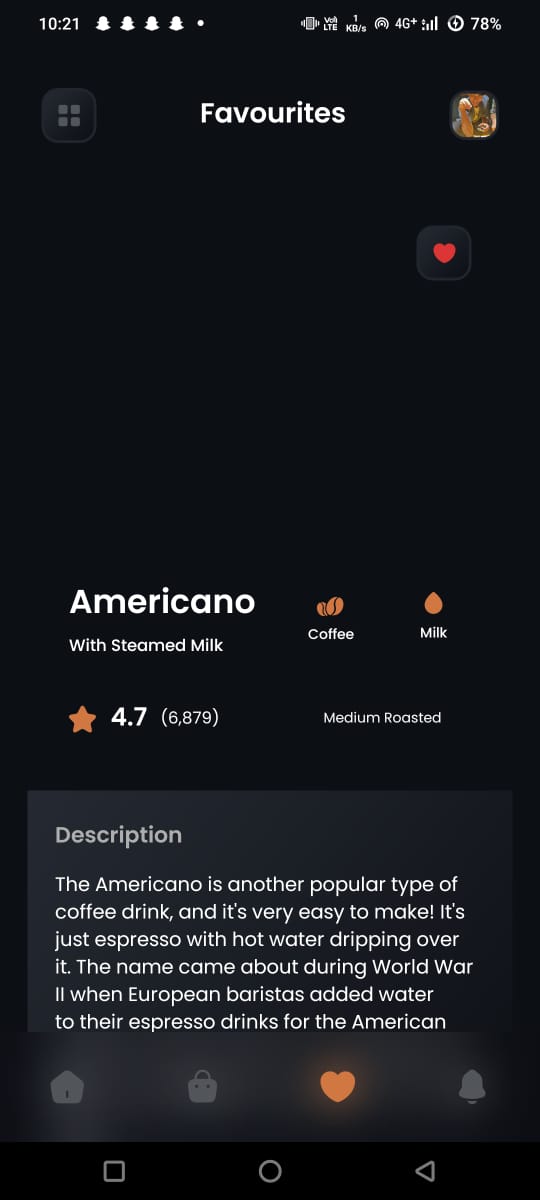 10:21 Vol LTE 1 KB/s 4G+ 78%
Favourites
Americano
With Steamed Milk
Coffee
Milk
4.7 (6,879)
Medium Roasted
Description
The Americano is another popular type of
coffee drink, and it's very easy to make! It's
just espresso with hot water dripping over
it. The name came about during World War
II when European baristas added water
to their espresso drinks for the American